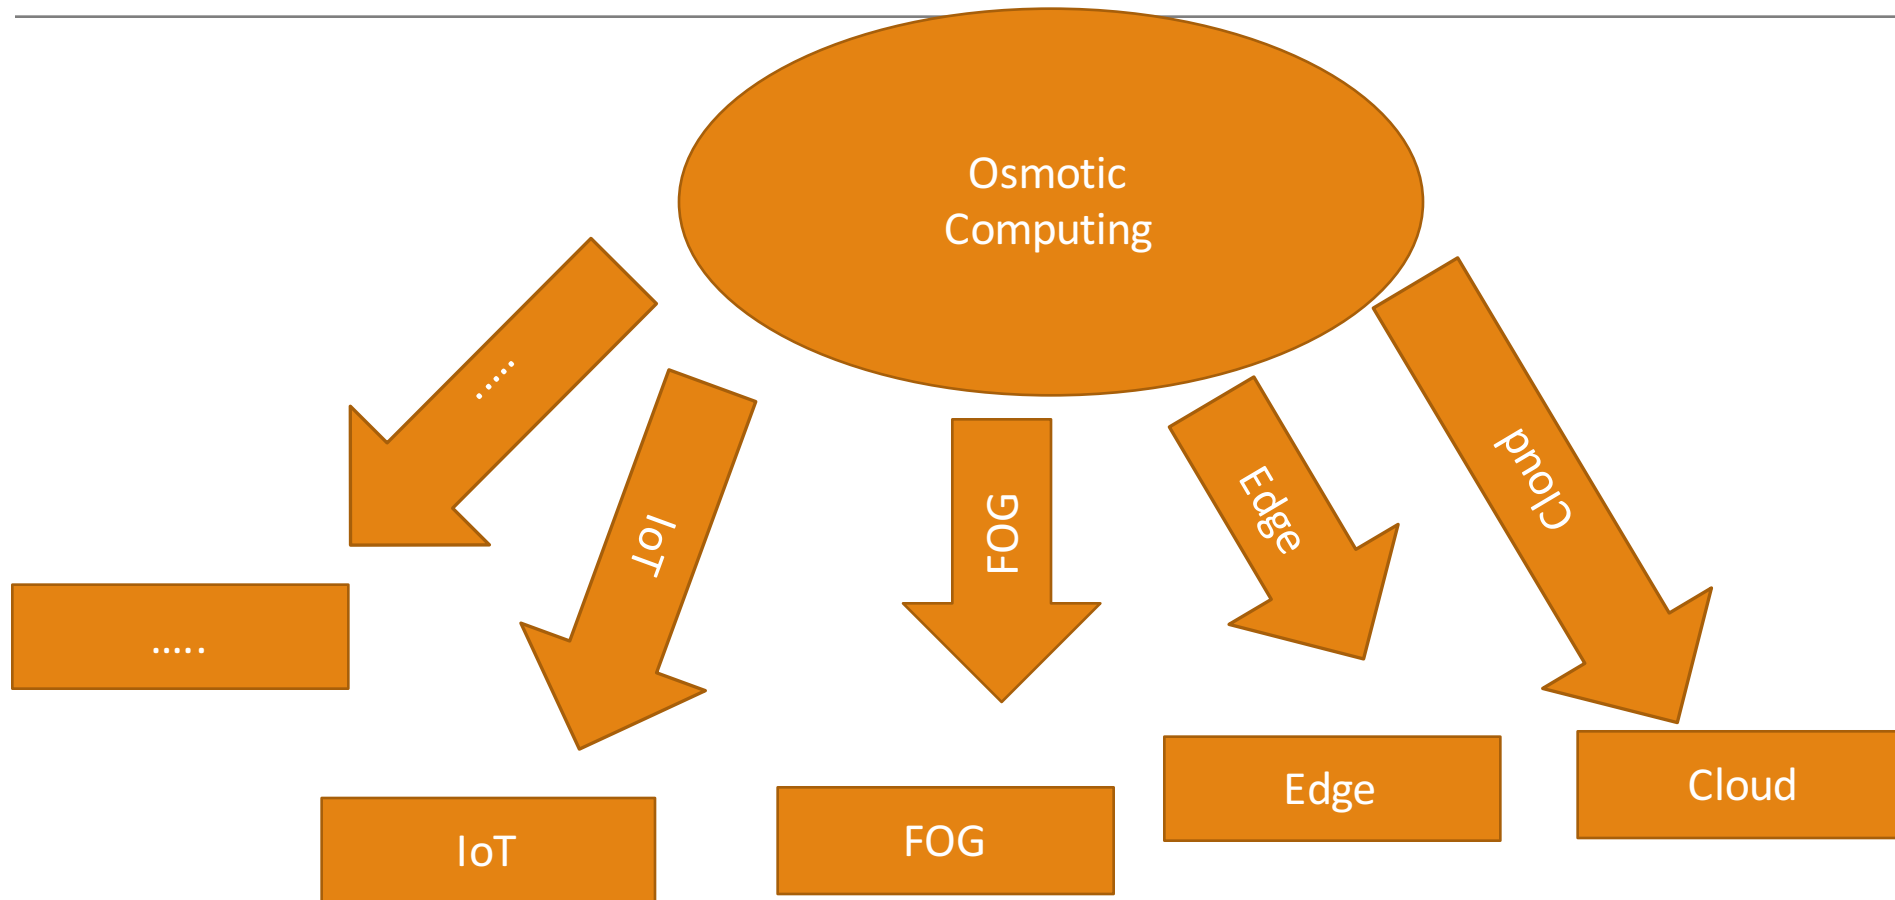 Osmotic
Computing
.....
IoT
FOG
Edge
Cloud
.....
IoT
FOG
Edge
Cloud